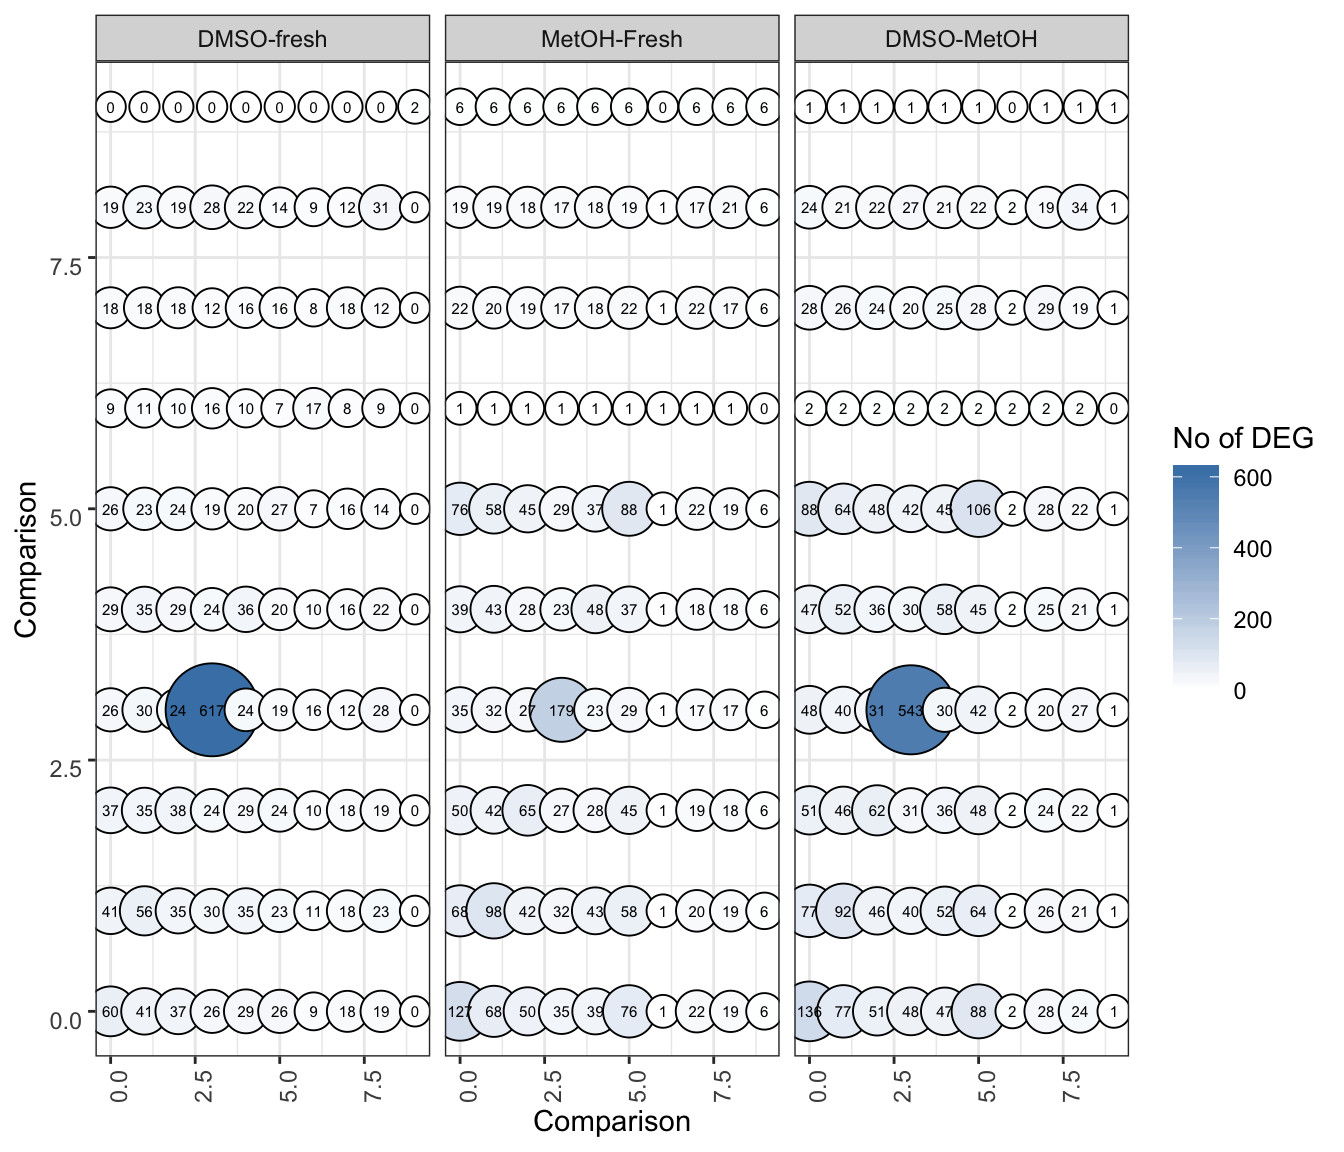 DMSO-fresh MetOH-Fresh DMSO-MetOH
0 0 0 0 0 0 0 0 0 2 6 6 6 6 6 6 0 6 6 6 1 1 1 1 1 1 0 1 1 1
19 23 19 28 22 14 9 12 31 0 19 19 18 17 18 19 1 17 21 6 24 21 22 27 21 22 2 19 34 1
7.5
18 18 18 12 16 16 8 18 12 0 22 20 19 17 18 22 1 22 17 6 28 26 24 20 25 28 2 29 19 1
9 11 10 16 10 7 17 8 9 0 1 1 1 1 1 1 1 1 1 0 2 2 2 2 2 2 2 2 2 0
No of DEG
600
400
200
0
5.0
26 23 24 19 20 27 7 16 14 0 76 58 45 29 37 88 1 22 19 6 88 64 48 42 45 106 2 28 22 1
Comparison
29 35 29 24 36 20 10 16 22 0 39 43 28 23 48 37 1 18 18 6 47 52 36 30 58 45 2 25 21 1
26 30 24 617 24 19 16 12 28 0 35 32 27 179 23 29 1 17 17 6 48 40 31 543 30 42 2 20 27 1
2.5
37 35 38 24 29 24 10 18 19 0 50 42 65 27 28 45 1 19 18 6 51 46 62 31 36 48 2 24 22 1
41 56 35 30 35 23 11 18 23 0 68 98 42 32 43 58 1 20 19 6 77 92 46 40 52 64 2 26 21 1
0.0
60 41 37 26 29 26 9 18 19 0 127 68 50 35 39 76 1 22 19 6 136 77 51 48 47 88 2 28 24 1
0.0 2.5 5.0 7.5 0.0 2.5 5.0 7.5 0.0 2.5 5.0 7.5
Comparison